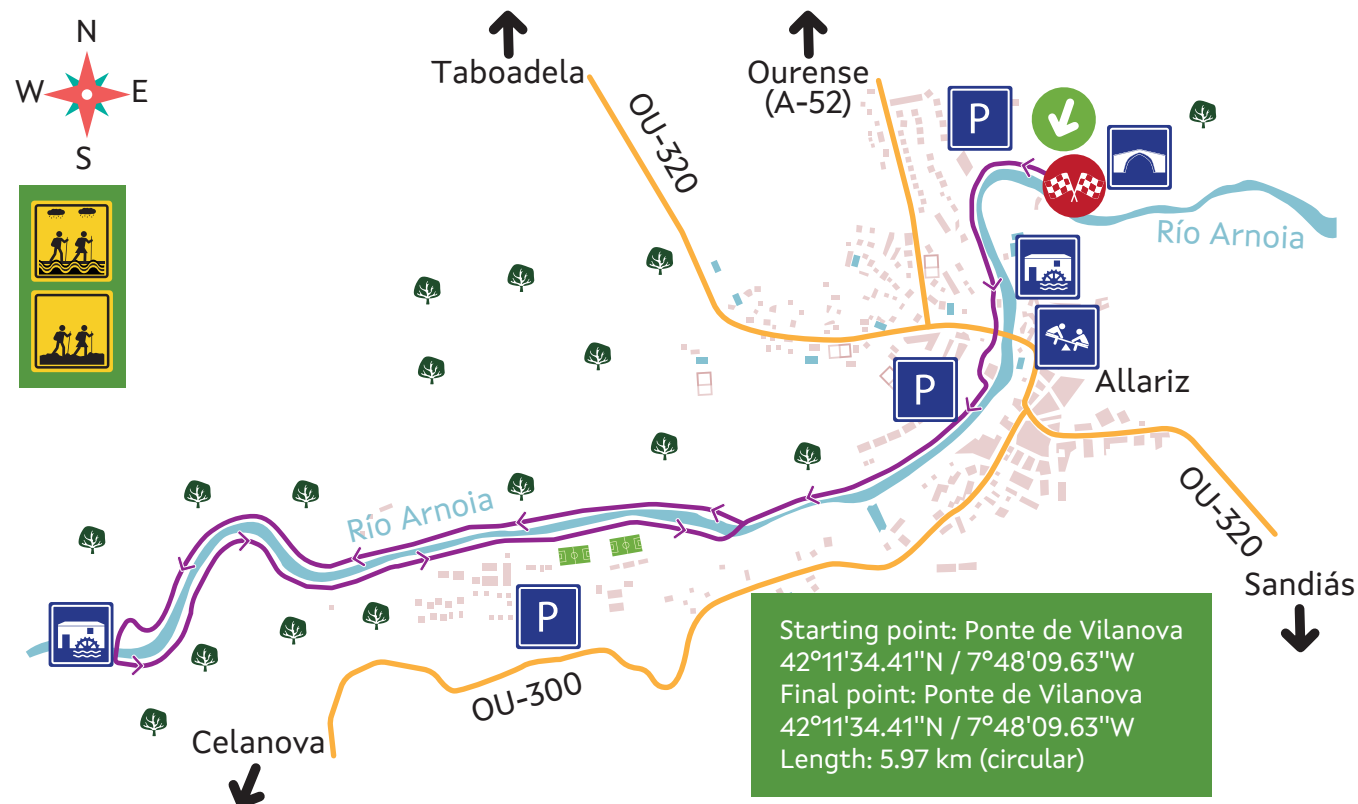 N
W
E
S
Taboadela
Ourense
(A-52)
OU-320
P
Río Arnoia
P
Allariz
OU-320
Río Arnoia
Sandiás
P
OU-300
Celanova
Starting point: Ponte de Vilanova
42°11'34.41''N / 7°48'09.63''W
Final point: Ponte de Vilanova
42°11'34.41''N / 7°48'09.63''W
Length: 5.97 km (circular)